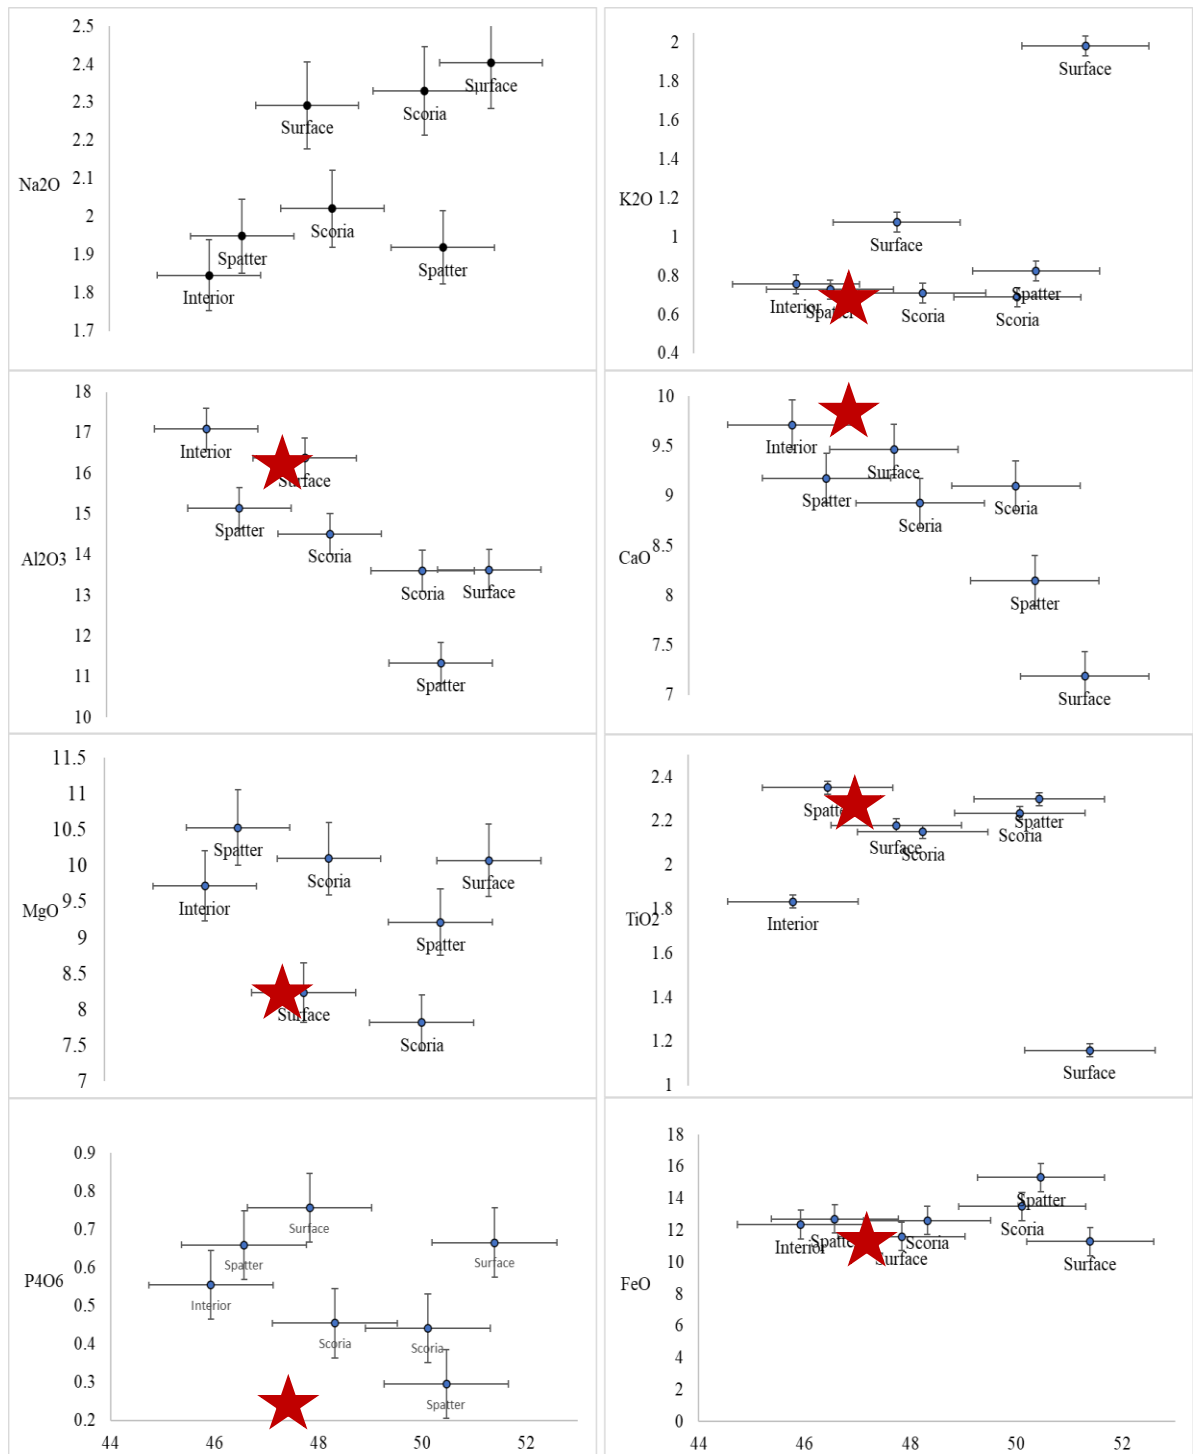 2.5
2.4
2.3
2.2
2.1
2
1.9
1.8
1.7
Na2O
Surface
Scoria
Surface
Scoria
Spatter
Spatter
Interior
2
1.8
1.6
1.4
1.2
1
0.8
0.6
0.4
K2O
Surface
Surface
Interior
Spatter
Scoria
Spatter
Scoria
18
17
16
15
14
13
12
11
10
Al2O3
Interior
Surface
Spatter
Scoria
Scoria
Surface
Spatter
10
9.5
9
8.5
8
7.5
7
CaO
Interior
Surface
Spatter
Scoria
Scoria
Spatter
Surface
11.5
11
10.5
10
9.5
9
8.5
8
7.5
7
MgO
Spatter
Interior
Scoria
Surface
Spatter
Surface
Scoria
2.4
2.2
2
1.8
1.6
1.4
1.2
1
TiO2
Spatter
Surface
Scoria
Spatter
Scoria
Interior
Surface
0.9
0.8
0.7
0.6
0.5
0.4
0.3
0.2
P4O6
Surface
Spatter
Surface
Interior
Scoria
Scoria
Spatter
44 46 48 50 52
18
16
14
12
10
8
6
4
2
0
FeO
Spatter
Scoria
Interior
Spatter
Scoria
Surface
Surface
44 46 48 50 52